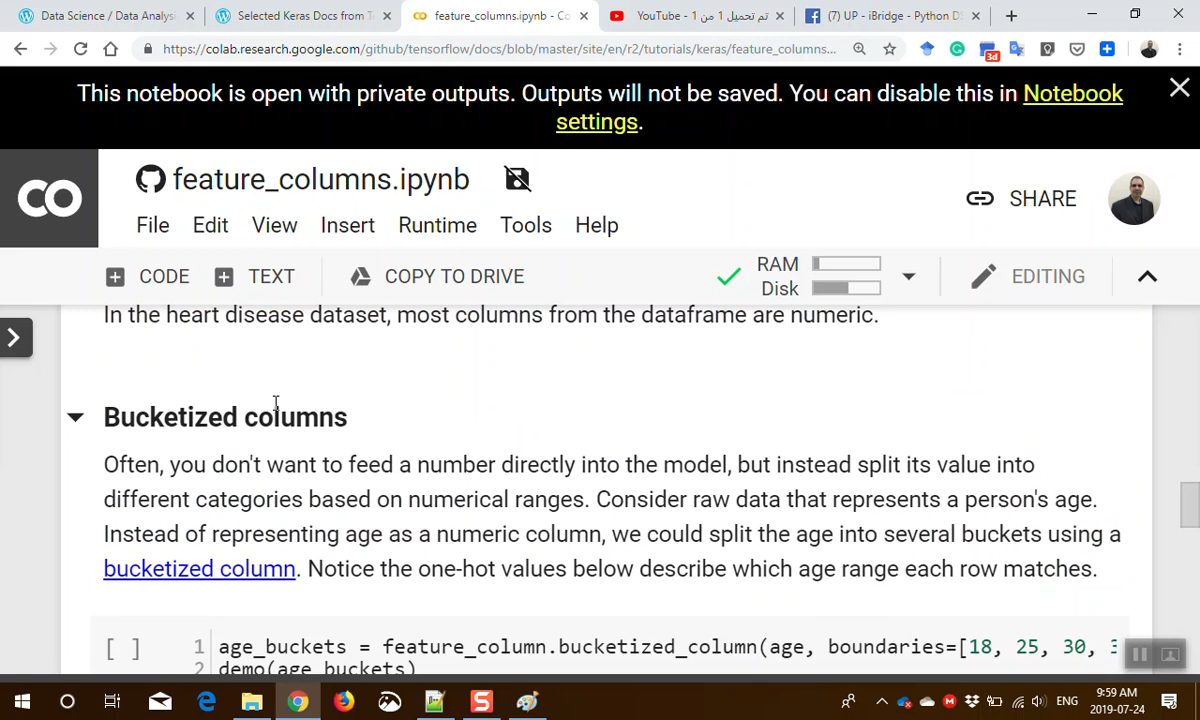 Data Science / Data Analys
Selected Keras Docs from T
feature_columns.ipynb - Co
YouTube - تم تحميل 1 من 1
(7) UP - iBridge - Python D
https://colab.research.google.com/github/tensorflow/docs/blob/master/site/en/r2/tutorials/keras/feature_columns...
3d
This notebook is open with private outputs. Outputs will not be saved. You can disable this in Notebook
settings.
CO
feature_columns.ipynb
SHARE
File Edit View Insert Runtime Tools Help
CODE TEXT COPY TO DRIVE
RAM
Disk
EDITING
In the heart disease dataset, most columns from the dataframe are numeric.
Bucketized columns
Often, you don't want to feed a number directly into the model, but instead split its value into
different categories based on numerical ranges. Consider raw data that represents a person's age.
Instead of representing age as a numeric column, we could split the age into several buckets using a
bucketized column. Notice the one-hot values below describe which age range each row matches.
[ ] 1 age_buckets = feature_column.bucketized_column(age, boundaries=[18, 25, 30, 3
2 demo(age_buckets)
ENG
9:59 AM
2019-07-24